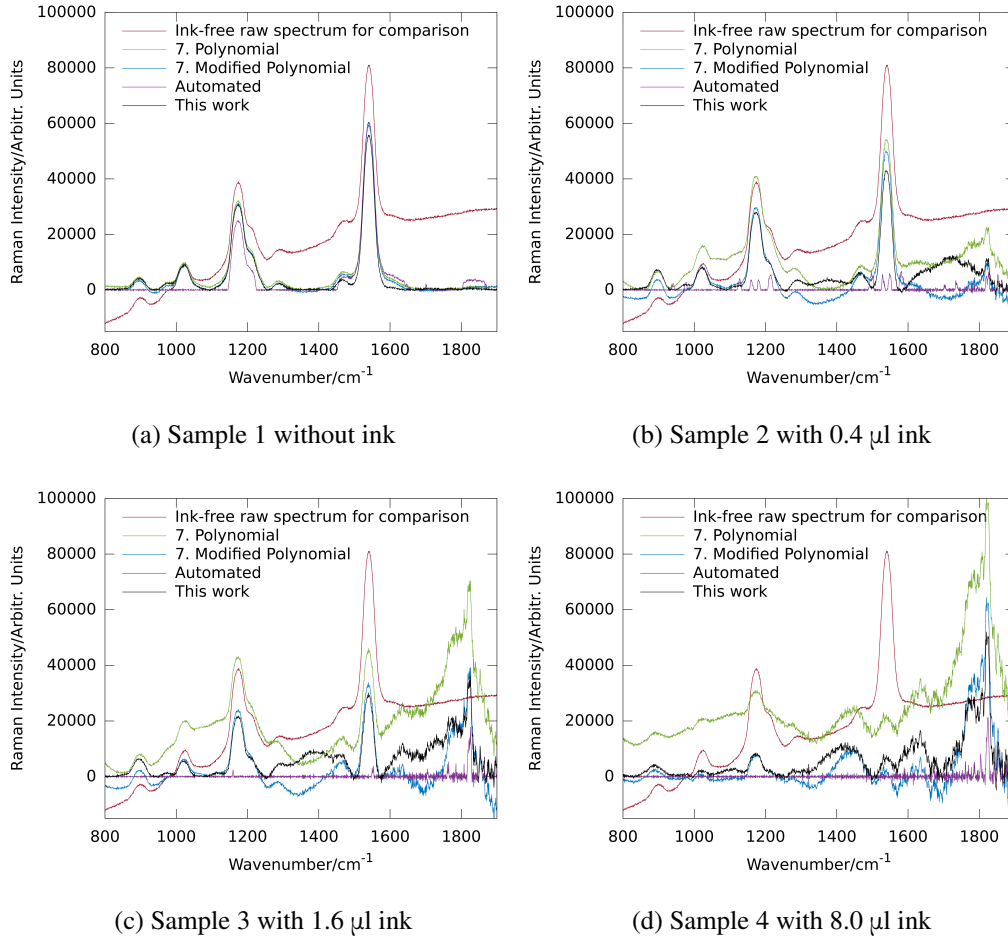 100000
80000
60000
40000
20000
0
Raman Intensity/Arbitr. Units
Ink-free raw spectrum for comparison
7. Polynomial
7. Modified Polynomial
Automated
This work
800 1000 1200 1400 1600 1800
Wavenumber/cm⁻¹
(a) Sample 1 without ink
100000
80000
60000
40000
20000
0
Raman Intensity/Arbitr. Units
Ink-free raw spectrum for comparison
7. Polynomial
7. Modified Polynomial
Automated
This work
800 1000 1200 1400 1600 1800
Wavenumber/cm⁻¹
(b) Sample 2 with 0.4 µl ink
100000
80000
60000
40000
20000
0
Raman Intensity/Arbitr. Units
Ink-free raw spectrum for comparison
7. Polynomial
7. Modified Polynomial
Automated
This work
800 1000 1200 1400 1600 1800
Wavenumber/cm⁻¹
(c) Sample 3 with 1.6 µl ink
100000
80000
60000
40000
20000
0
Raman Intensity/Arbitr. Units
Ink-free raw spectrum for comparison
7. Polynomial
7. Modified Polynomial
Automated
This work
800 1000 1200 1400 1600 1800
Wavenumber/cm⁻¹
(d) Sample 4 with 8.0 µl ink